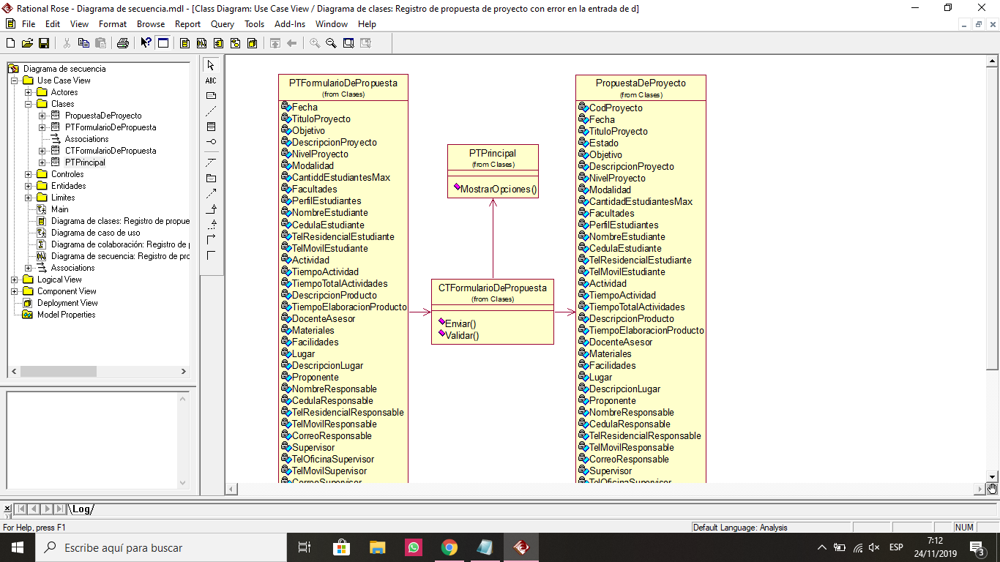 Rational Rose - Diagrama de secuencia.mdl - [Class Diagram: Use Case View / Diagrama de clases: Registro de propuesta de proyecto con error en la entrada de d]
File Edit View Format Browse Report Query Tools Add-Ins Window Help
Diagrama de secuencia
Use Case View
Actores
Clases
PropuestaDeProyecto
PTFormularioDePropuesta
Associations
CTFormularioDePropuesta
PTPrincipal
Controles
Entidades
Limites
Main
Diagrama de clases: Registro de propue
Diagrama de caso de uso
Diagrama de colaboración: Registro de p
Diagrama de secuencia: Registro de pro
Associations
Logical View
Component View
Deployment View
Model Properties
ABC
PTFormularioDePropuesta
(from Clases)
Fecha
TituloProyecto
Objetivo
DescripcionProyecto
NivelProyecto
Modalidad
CantiddEstudiantesMax
Facultades
PerfilEstudiantes
NombreEstudiante
CedulaEstudiante
TelResidencialEstudiante
TelMovilEstudiante
Actividad
TiempoActividad
TiempoTotalActividades
DescripcionProducto
TiempoElaboracionProducto
DocenteAsesor
Materiales
Facilidades
Lugar
DescripcionLugar
Proponente
NombreResponsable
CedulaResponsable
TelResidencialResponsable
TelMovilResponsable
CorreoResponsable
Supervisor
TelOficinaSupervisor
TelMovilSupervisor
CorreoSupervisor
PTPrincipal
(from Clases)
MostrarOpciones()
CTFormularioDePropuesta
(from Clases)
Enviar()
Validar()
PropuestaDeProyecto
(from Clases)
CodProyecto
Fecha
TituloProyecto
Estado
Objetivo
DescripcionProyecto
NivelProyecto
Modalidad
CantidadEstudiantesMax
Facultades
PerfilEstudiantes
NombreEstudiante
CedulaEstudiante
TelResidencialEstudiante
TelMovilEstudiante
Actividad
TiempoActividad
TiempoTotalActividades
DescripcionProducto
TiempoElaboracionProducto
DocenteAsesor
Materiales
Facilidades
Lugar
DescripcionLugar
Proponente
NombreResponsable
CedulaResponsable
TelResidencialResponsable
TelMovilResponsable
CorreoResponsable
Supervisor
TelOficinaSupervisor
Log
For Help, press F1
Default Language: Analysis
NUM
Escribe aquí para buscar
ESP
7:12
24/11/2019
3